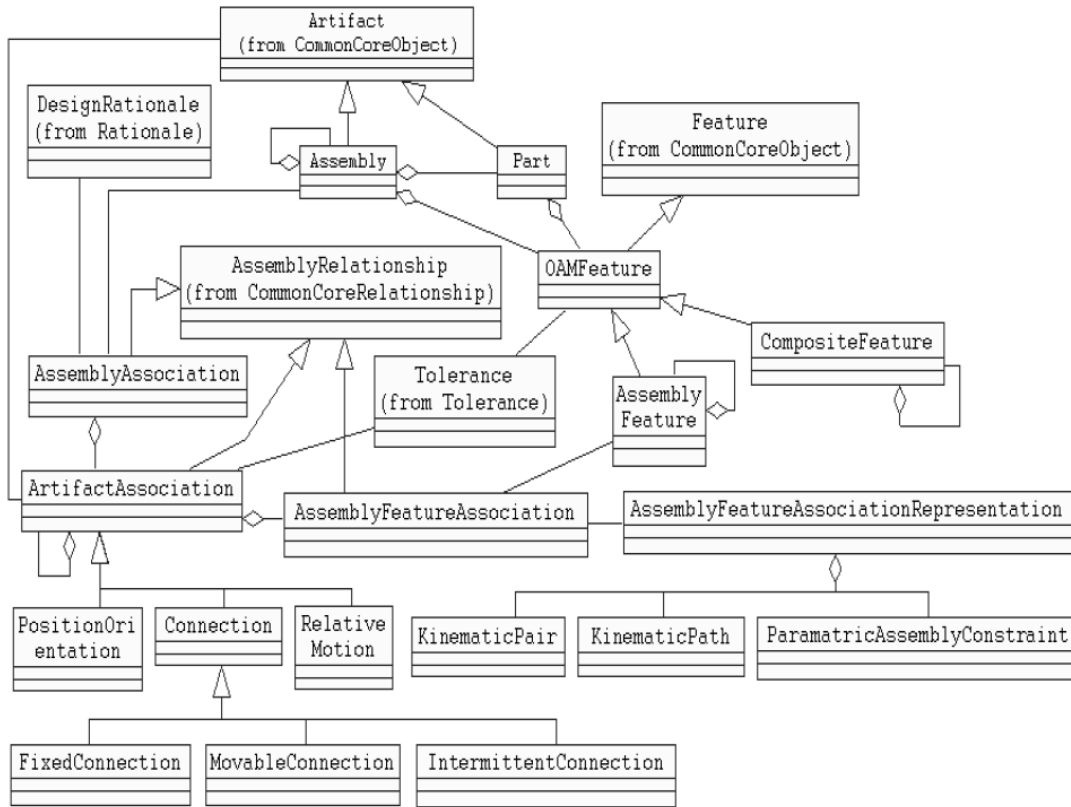 Artifact
(from CommonCoreObject)
DesignRationale
(from Rationale)
Feature
(from CommonCoreObject)
Assembly
Part
AssemblyRelationship
(from CommonCoreRelationship)
OAMFeature
CompositeFeature
AssemblyAssociation
Tolerance
(from Tolerance)
Assembly
Feature
ArtifactAssociation
AssemblyFeatureAssociation
AssemblyFeatureAssociationRepresentation
PositionOri
entation
Connection
Relative
Motion
KinematicPair
KinematicPath
ParamatricAssemblyConstraint
FixedConnection
MovableConnection
IntermittentConnection